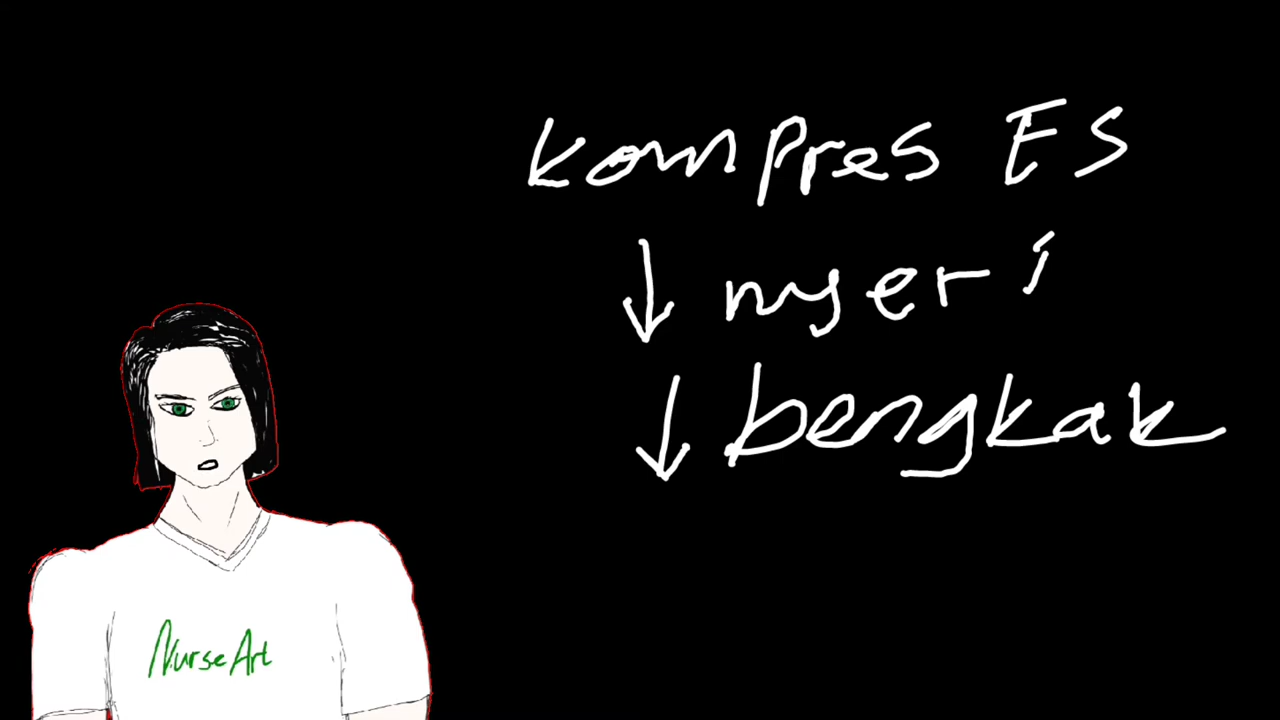 kompres Es
↓ nyeri
↓ bengkak
NurseArt